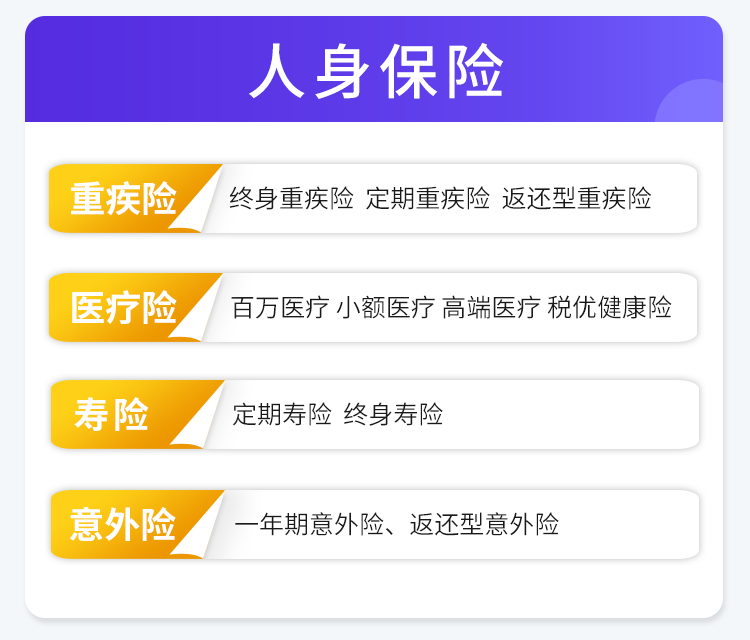 人身保险
重疾险 终身重疾险 定期重疾险 返还型重疾险
医疗险 百万医疗 小额医疗 高端医疗 税优健康险
寿险 定期寿险 终身寿险
意外险 一年期意外险、返还型意外险